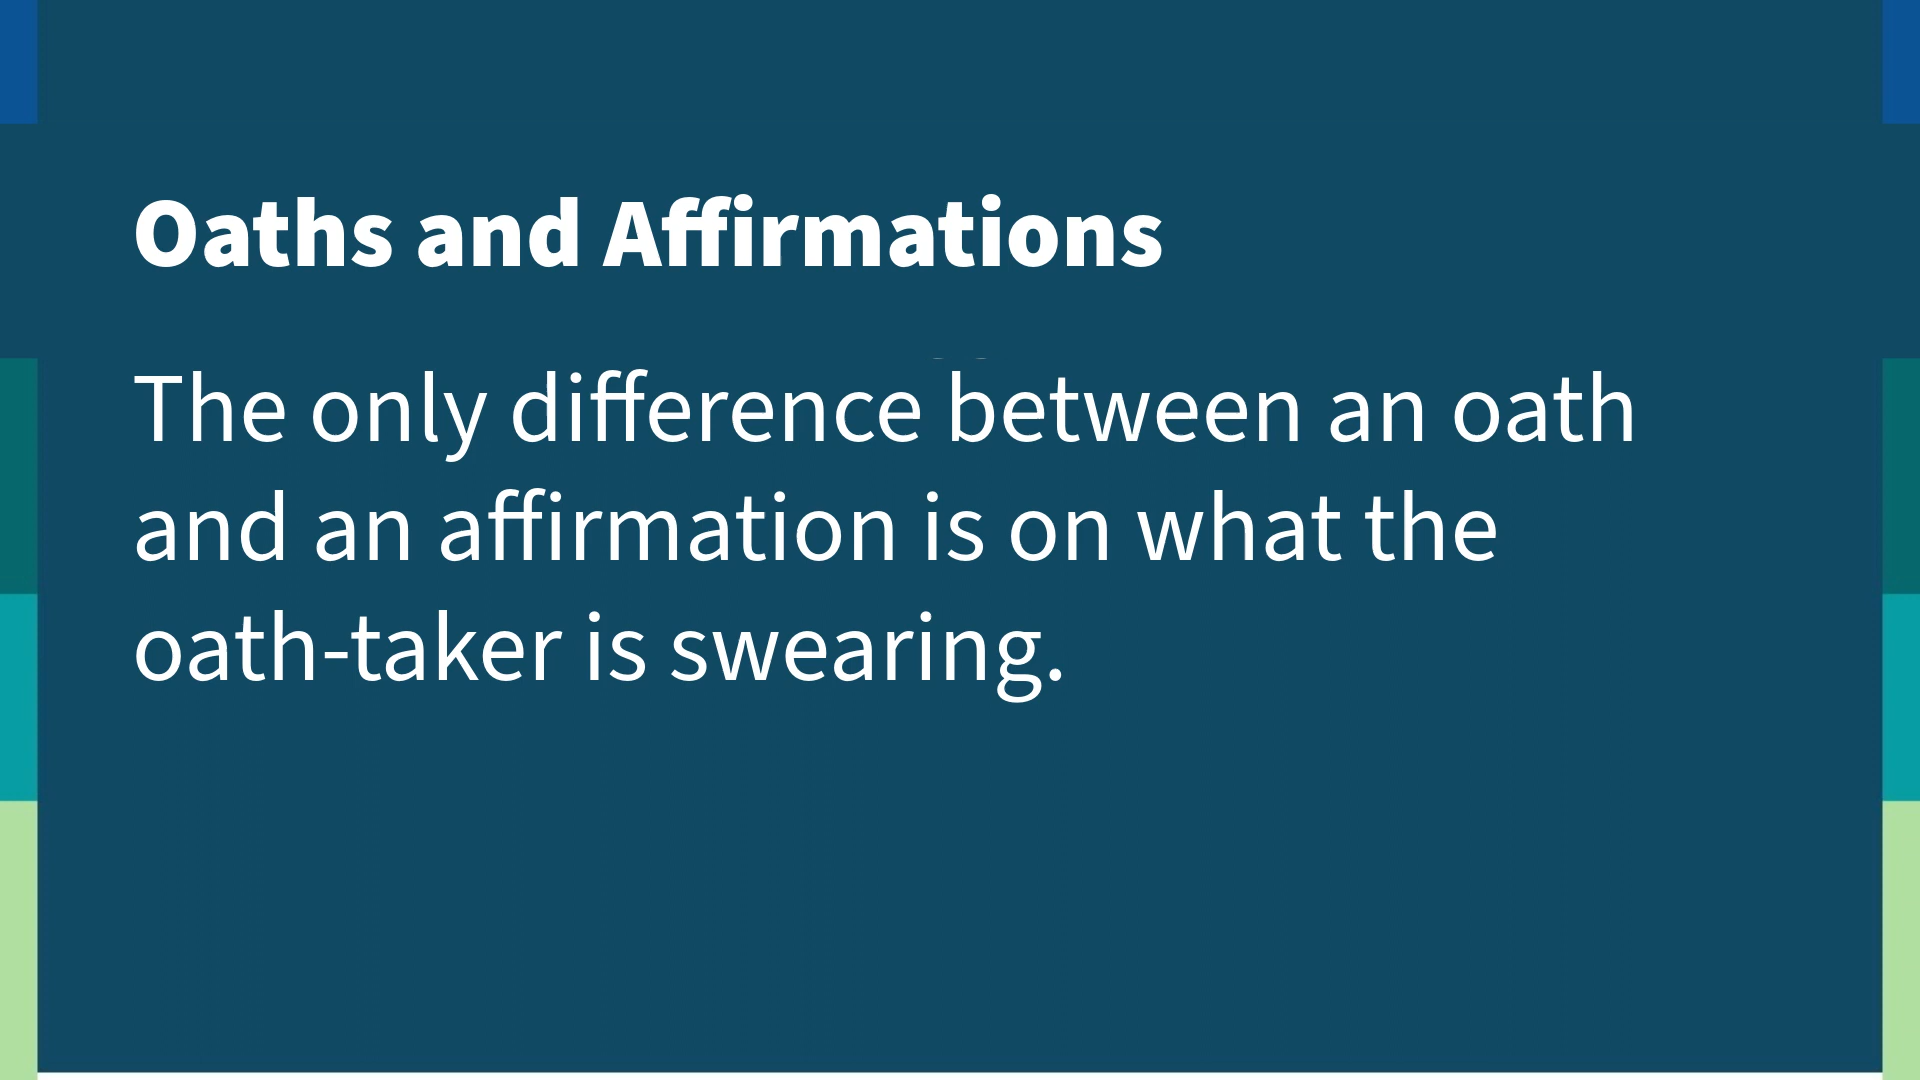 Oaths and Affirmations
The only difference between an oath
and an affirmation is on what the
oath-taker is swearing.